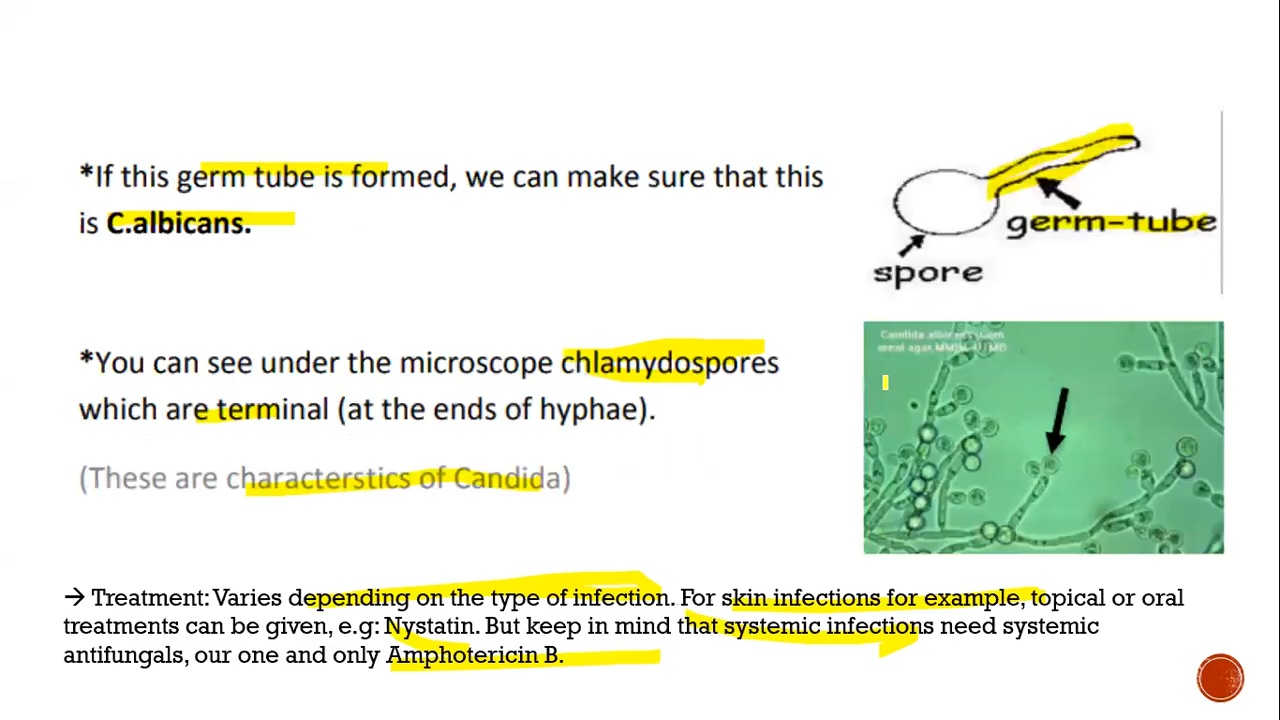 *If this germ tube is formed, we can make sure that this
is C.albicans.
germ-tube
spore
*You can see under the microscope chlamydospores
which are terminal (at the ends of hyphae).
(These are characterstics of Candida)
Candida
agar
→ Treatment: Varies depending on the type of infection. For skin infections for example, topical or oral
treatments can be given, e.g: Nystatin. But keep in mind that systemic infections need systemic
antifungals, our one and only Amphotericin B.